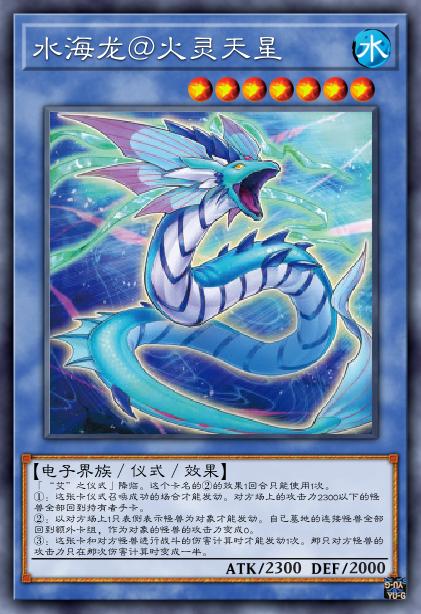 水海龙@火灵天星
水
【电子界族／仪式／效果】
「“艾”之仪式」降临。这个卡名的②的效果1回合只能使用1次。
①：这张卡仪式召唤成功的场合才能发动。对方场上的攻击力2300以下的怪
兽全部回到持有者手卡。
②：以对方场上1只表侧表示怪兽为对象才能发动。自己墓地的连接怪兽全部
回到额外卡组，作为对象的怪兽的攻击力变成0。
③：这张卡和对方怪兽进行战斗的伤害计算时才能发动1次。那只对方怪兽的
攻击力只在那次伤害计算时变成一半。
ATK/2300 DEF/2000